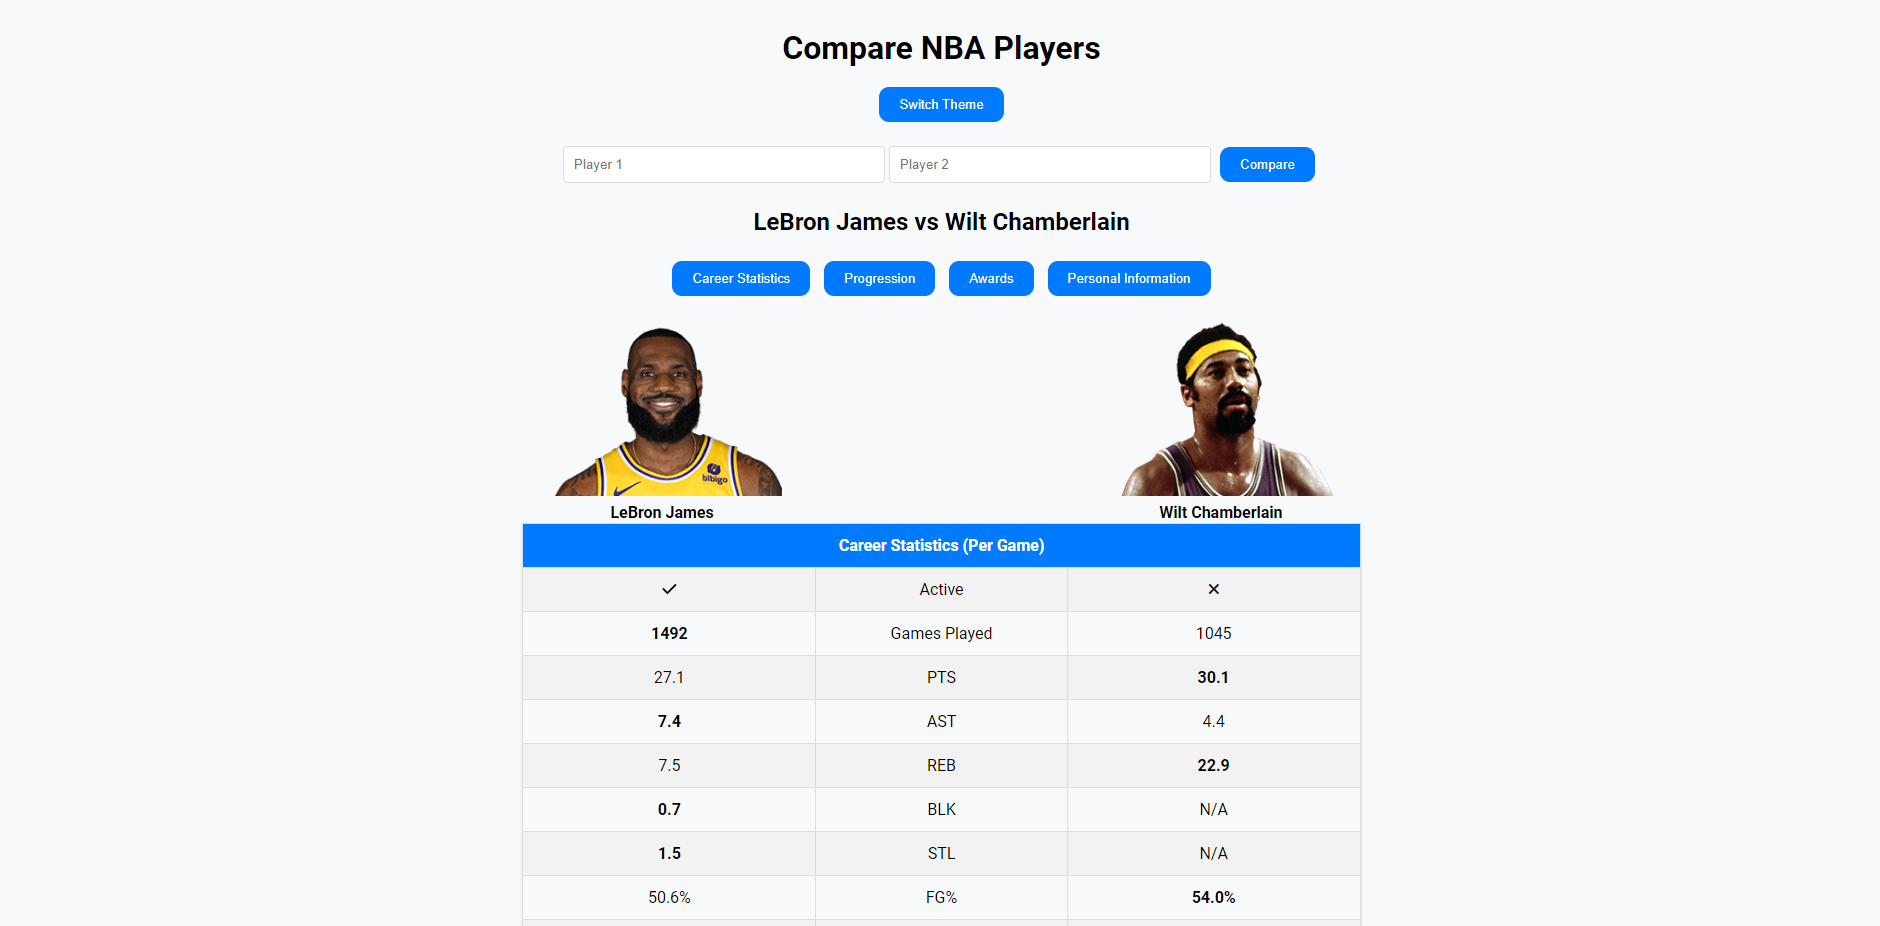 Compare NBA Players
Switch Theme
Player 1 Player 2 Compare
LeBron James vs Wilt Chamberlain
Career Statistics Progression Awards Personal Information
bibigo
LeBron James Wilt Chamberlain
Career Statistics (Per Game)
✓ Active ✕
1492 Games Played 1045
27.1 PTS 30.1
7.4 AST 4.4
7.5 REB 22.9
0.7 BLK N/A
1.5 STL N/A
50.6% FG% 54.0%